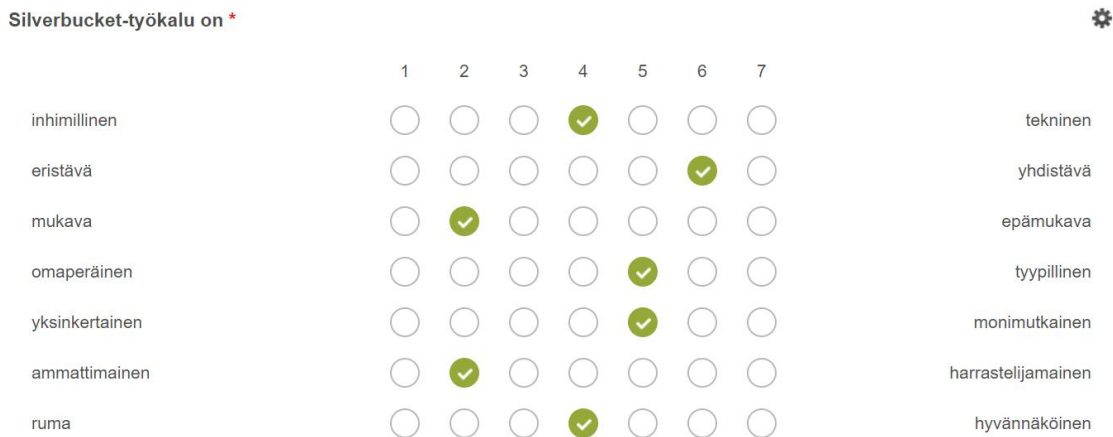 Silverbucket-työkalu on *
1 2 3 4 5 6 7
inhimillinen tekninen
eristävä yhdistävä
mukava epämukava
omaperäinen tyypillinen
yksinkertainen monimutkainen
ammattimainen harrastelijamainen
ruma hyvännäköinen